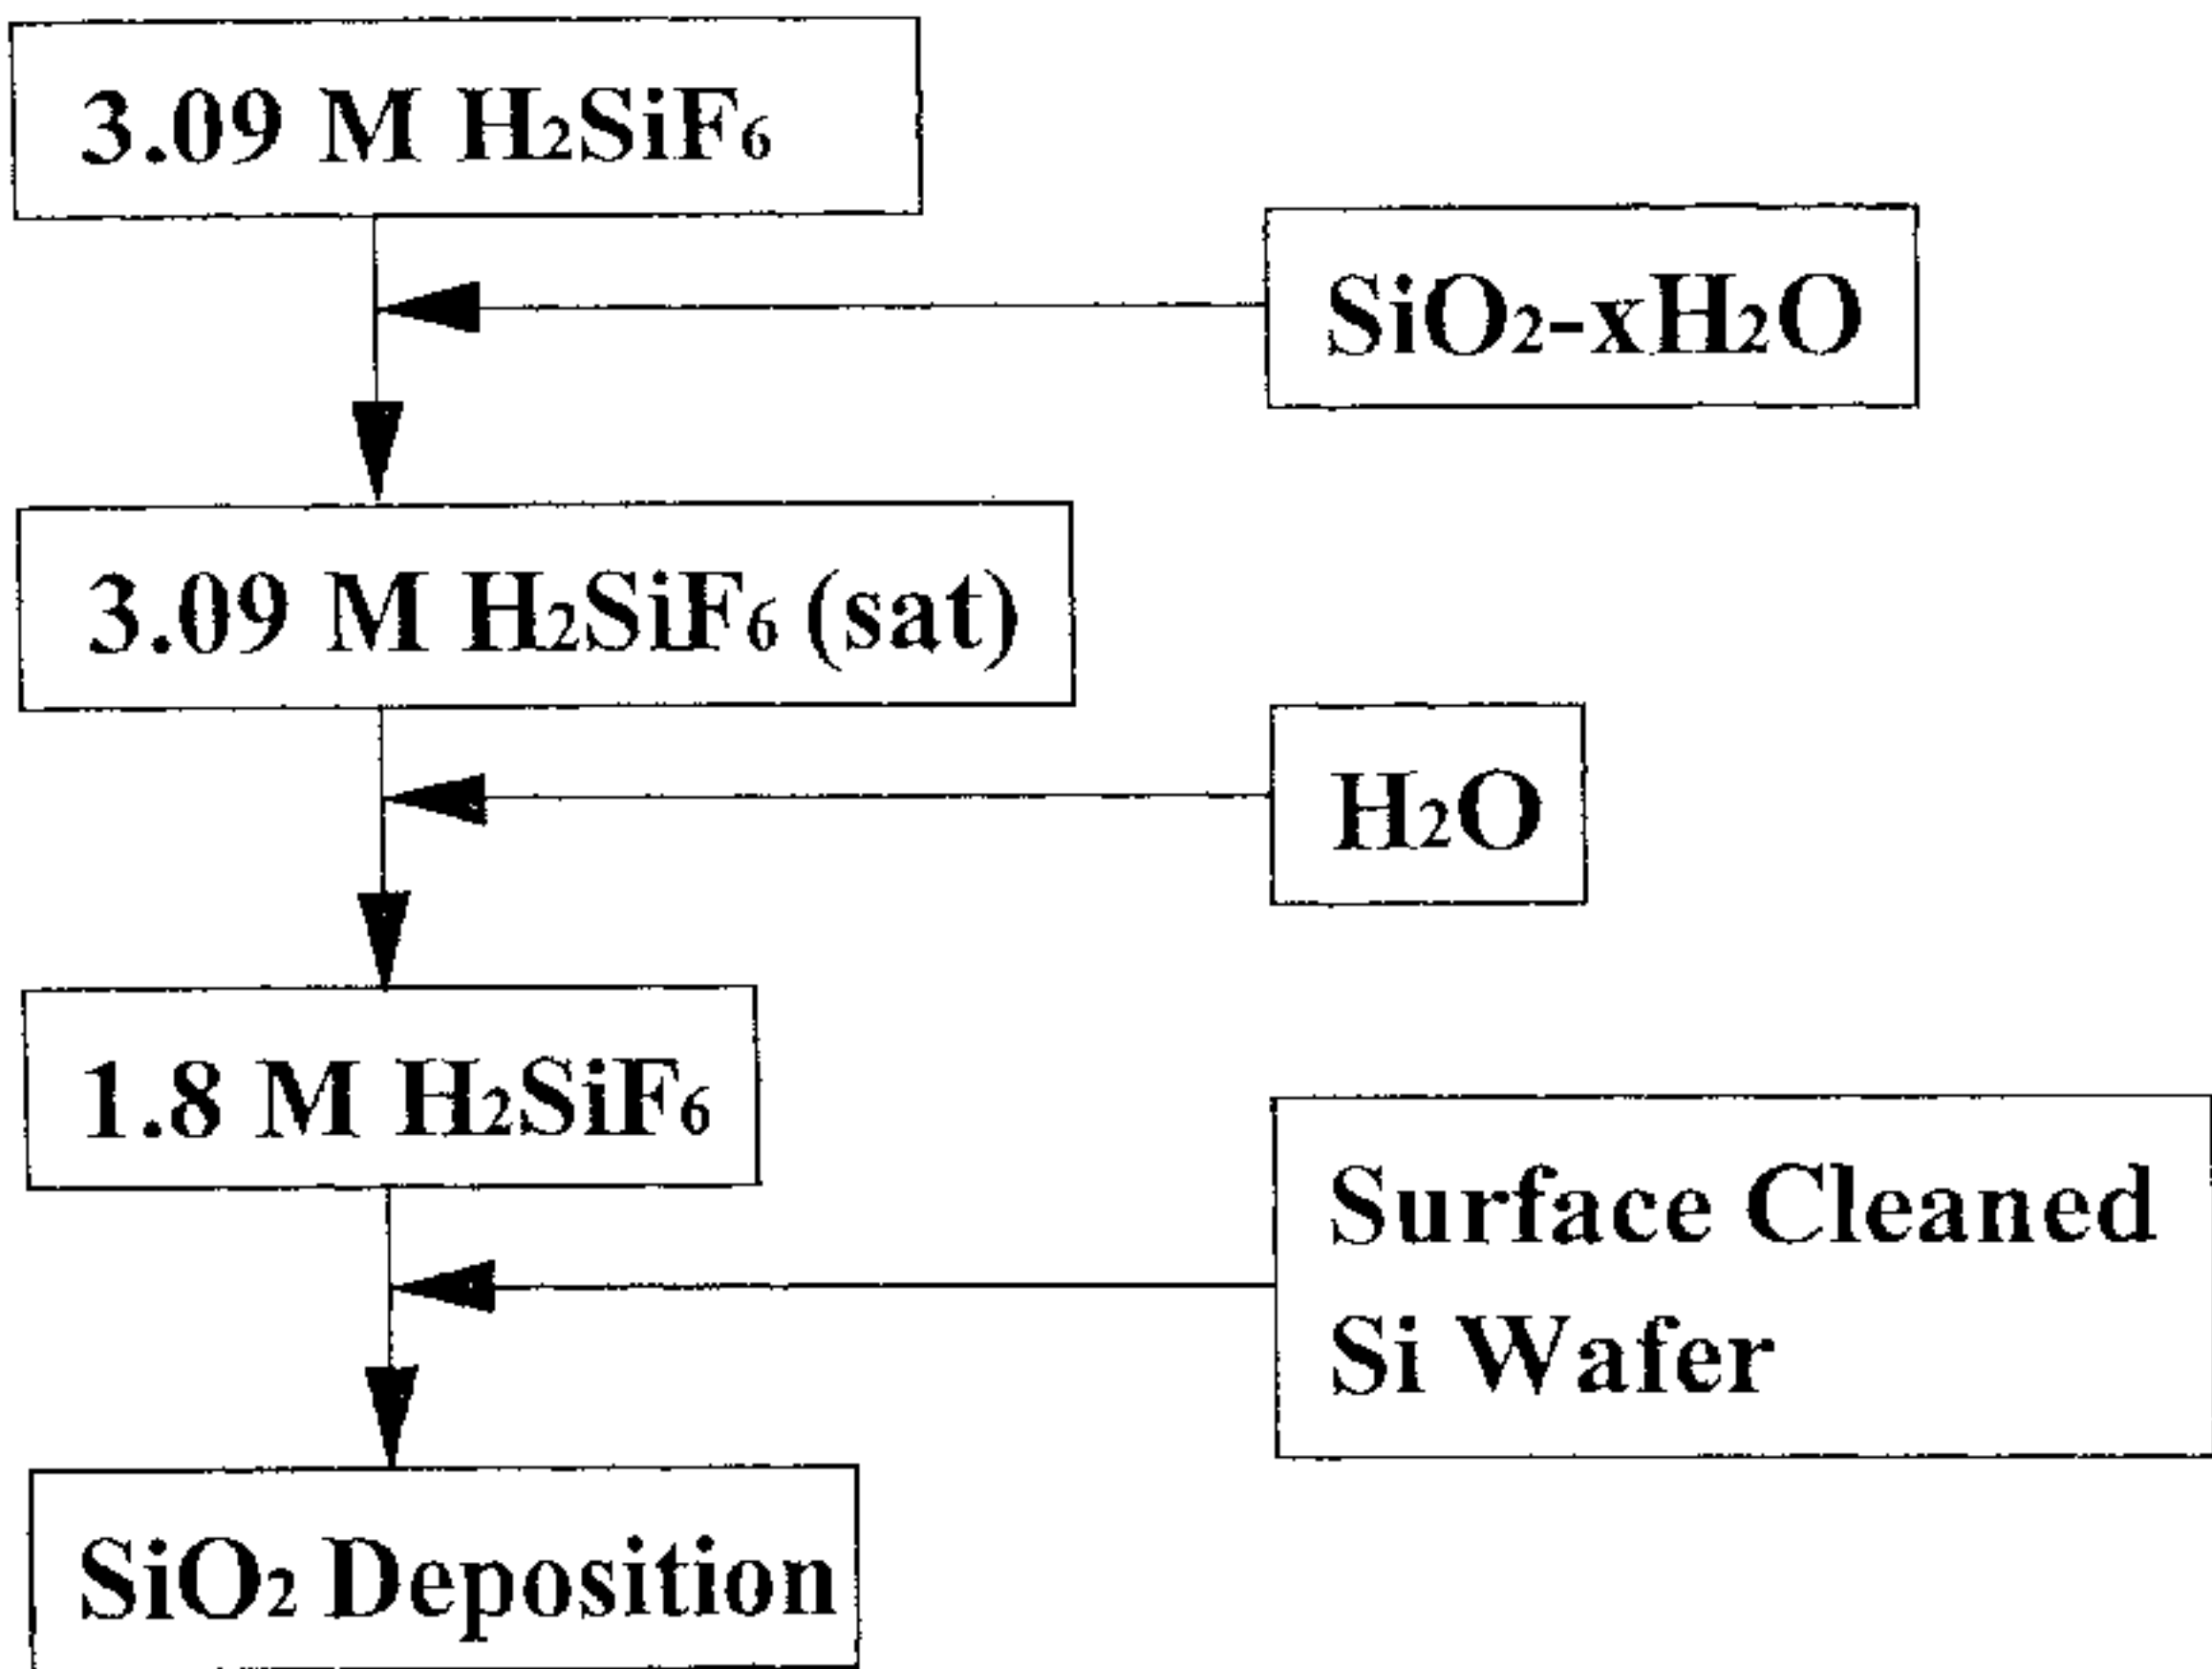 3.09 M H₂SiF₆
SiO₂-xH₂O
3.09 M H₂SiF₆ (sat)
H₂O
1.8 M H₂SiF₆
Surface Cleaned
Si Wafer
SiO₂ Deposition